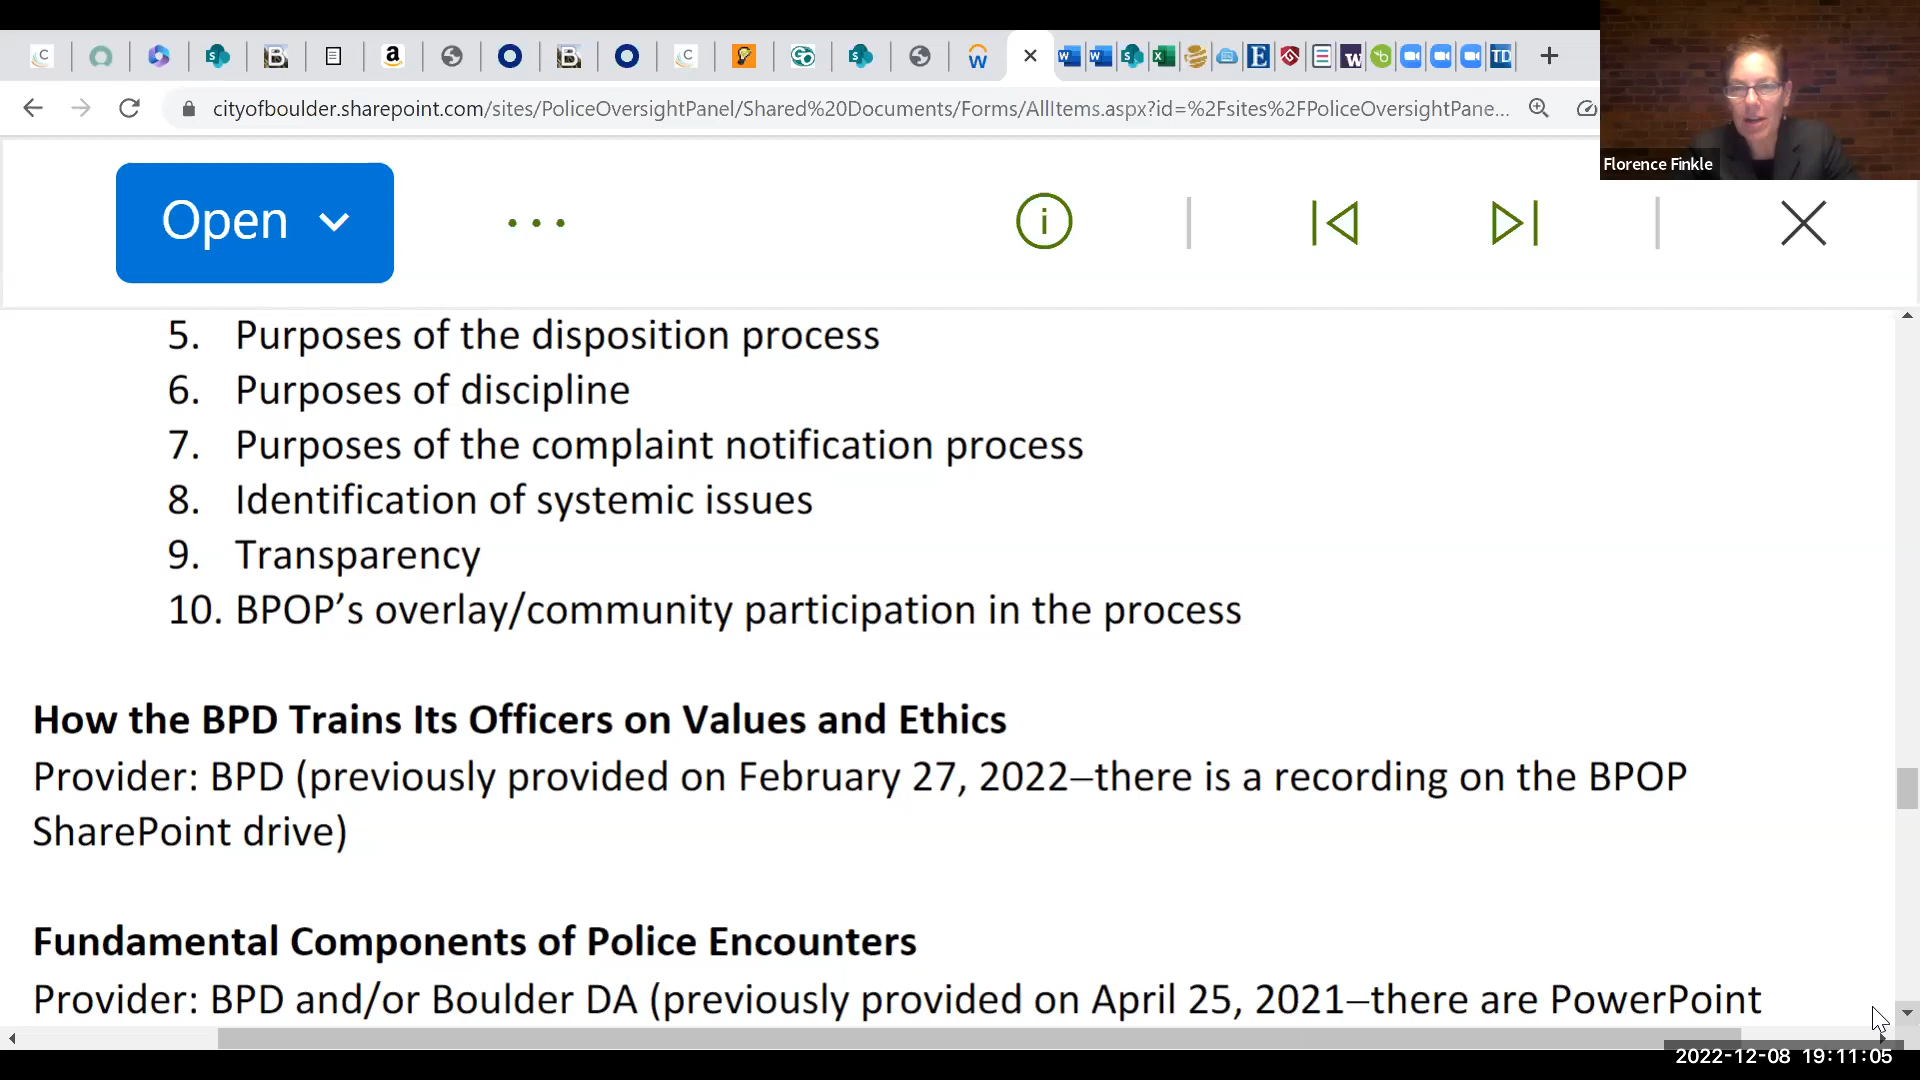 cityofboulder.sharepoint.com/sites/PoliceOversightPanel/Shared%20Documents/Forms/AllItems.aspx?id=%2Fsites%2FPoliceOversightPane...
Florence Finkle
Open
5. Purposes of the disposition process
6. Purposes of discipline
7. Purposes of the complaint notification process
8. Identification of systemic issues
9. Transparency
10. BPOP’s overlay/community participation in the process
How the BPD Trains Its Officers on Values and Ethics
Provider: BPD (previously provided on February 27, 2022—there is a recording on the BPOP
SharePoint drive)
Fundamental Components of Police Encounters
Provider: BPD and/or Boulder DA (previously provided on April 25, 2021—there are PowerPoint
2022-12-08 19:11:05